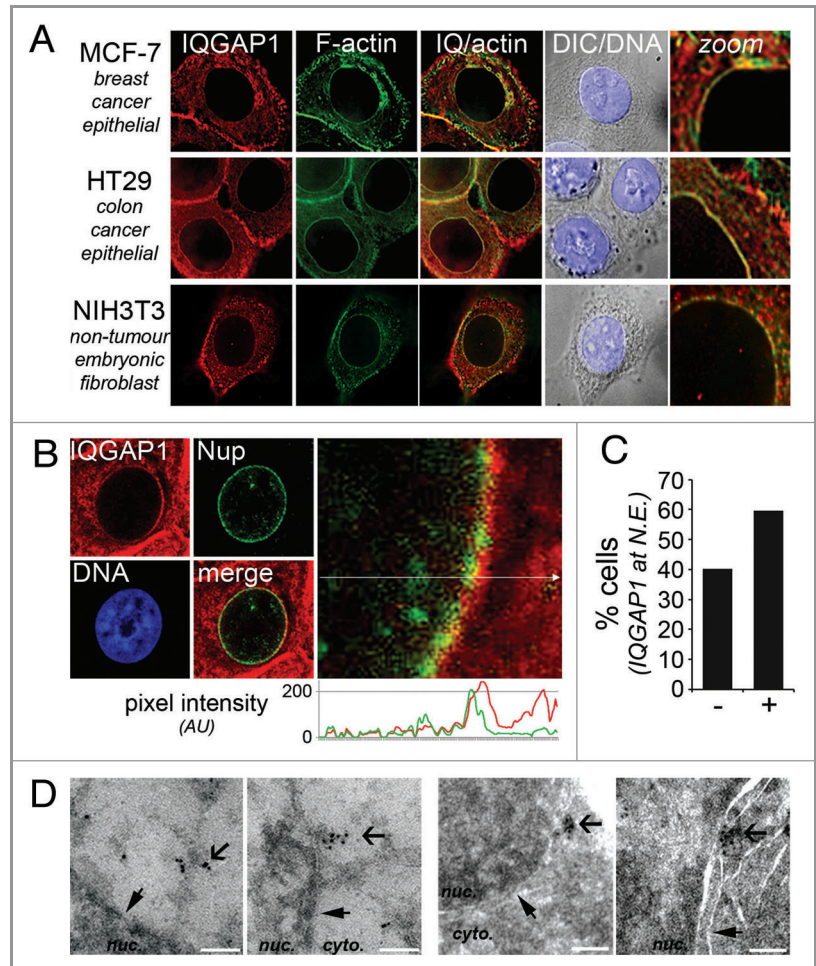 A
IQGAP1 F-actin IQ/actin DIC/DNA zoom
MCF-7
breast
cancer
epithelial
HT29
colon
cancer
epithelial
NIH3T3
non-tumour
embryonic
fibroblast
B
IQGAP1 Nup
DNA merge
pixel intensity
(AU)
200
0
C
% cells
(IQGAP1 at N.E.)
70
60
50
40
30
20
10
0
- +
D
nuc.
nuc. cyto.
nuc.
cyto.
nuc.